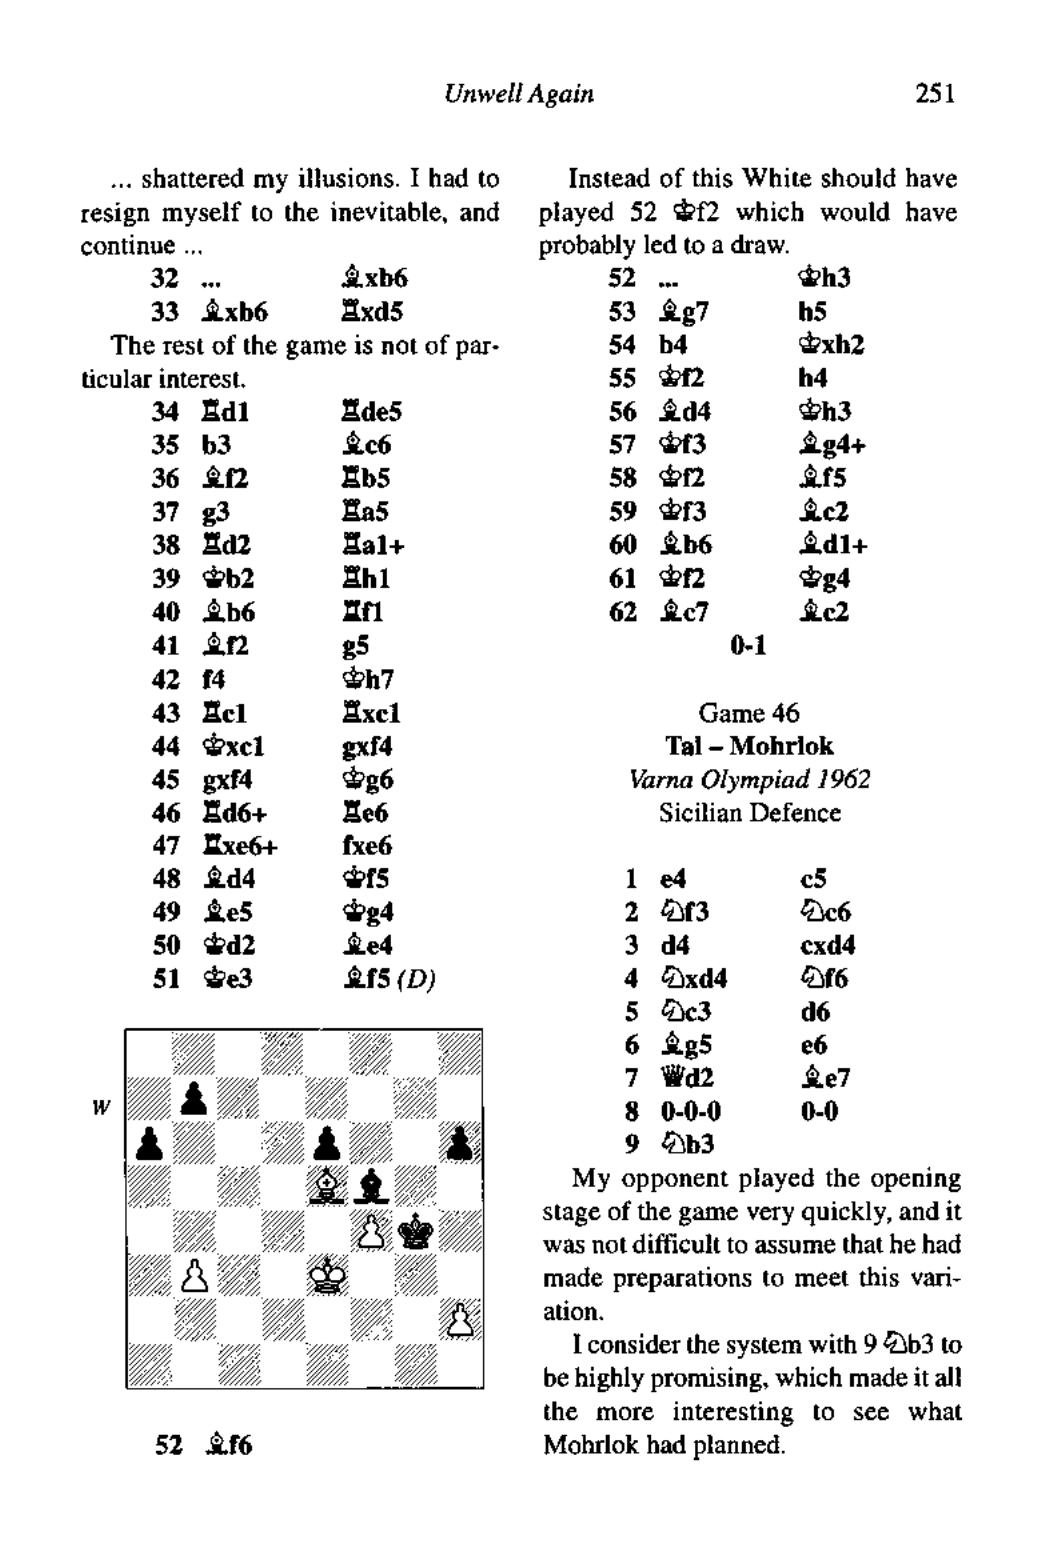 Unwell Again 251
... shattered my illusions. I had to
resign myself to the inevitable, and
continue ...
32 ... ♗xb6
33 ♗xb6 ♖xd5
The rest of the game is not of par-
ticular interest.
34 ♖d1 ♖de5
35 b3 ♗c6
36 ♗f2 ♖b5
37 g3 ♖a5
38 ♖d2 ♖a1+
39 ♔b2 ♖h1
40 ♗b6 ♖f1
41 ♗f2 g5
42 f4 ♔h7
43 ♖c1 ♖xc1
44 ♔xc1 gxf4
45 gxf4 ♔g6
46 ♖d6+ ♖e6
47 ♖xe6+ fxe6
48 ♗d4 ♔f5
49 ♗e5 ♔g4
50 ♔d2 ♗e4
51 ♔e3 ♗f5 (D)
W
52 ♗f6
Instead of this White should have
played 52 ♔f2 which would have
probably led to a draw.
52 ... ♔h3
53 ♗g7 h5
54 b4 ♔xh2
55 ♔f2 h4
56 ♗d4 ♔h3
57 ♔f3 ♗g4+
58 ♔f2 ♗f5
59 ♔f3 ♗c2
60 ♗b6 ♗d1+
61 ♔f2 ♔g4
62 ♗c7 ♗c2
0-1
Game 46
Tal – Mohrlok
Varna Olympiad 1962
Sicilian Defence
1 e4 c5
2 ♘f3 ♘c6
3 d4 cxd4
4 ♘xd4 ♘f6
5 ♘c3 d6
6 ♗g5 e6
7 ♕d2 ♗e7
8 0-0-0 0-0
9 ♘b3
My opponent played the opening
stage of the game very quickly, and it
was not difficult to assume that he had
made preparations to meet this vari-
ation.
I consider the system with 9 ♘b3 to
be highly promising, which made it all
the more interesting to see what
Mohrlok had planned.